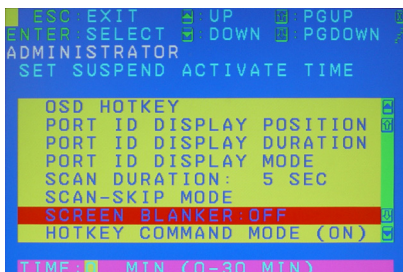 ESC:EXIT :UP :PGUP
ENTER:SELECT :DOWN :PGDOWN
ADMINISTRATOR
SET SUSPEND ACTIVATE TIME
OSD HOTKEY
PORT ID DISPLAY POSITION
PORT ID DISPLAY DURATION
PORT ID DISPLAY MODE
SCAN DURATION: 5 SEC
SCAN-SKIP MODE
SCREEN BLANKER:OFF
HOTKEY COMMAND MODE (ON)
TIME: MIN (0-30 MIN)